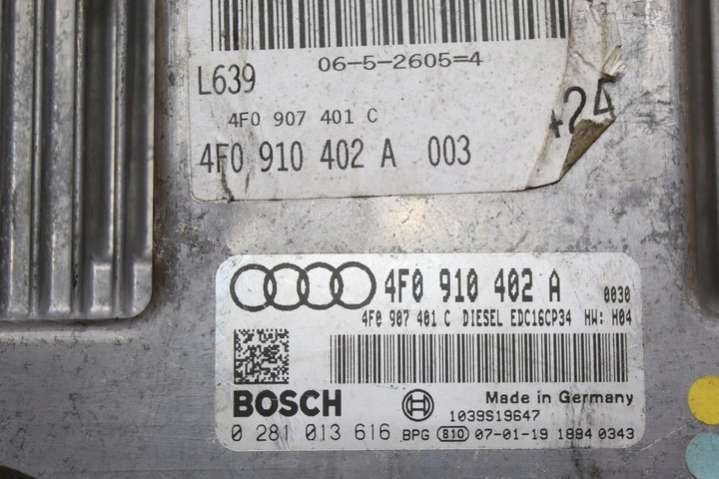 06-5-2605=4
L639
4F0 907 401 C
4F0 910 402 A 003
4F0 910 402 A 0030
4F0 907 401 C DIESEL EDC16CP34 HW: H04
BOSCH Made in Germany
1039S19647
0 281 013 616 BPG 810 07-01-19 1894 0343